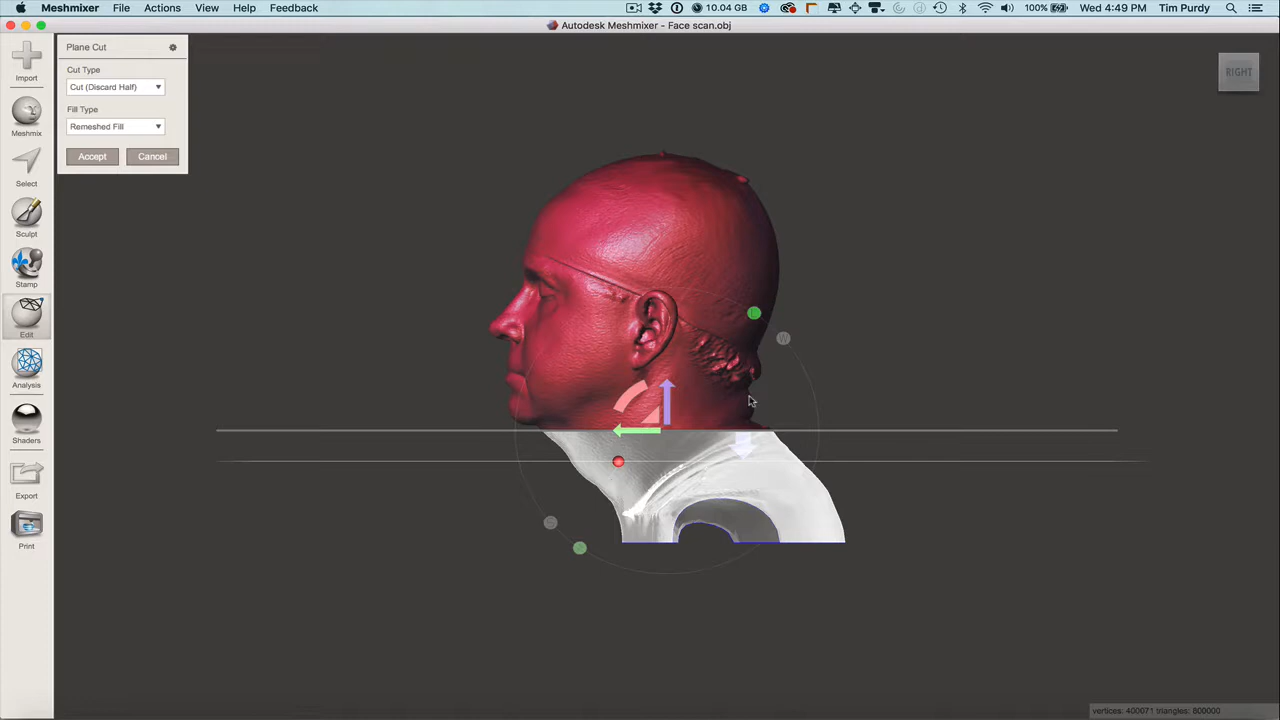 Meshmixer File Actions View Help Feedback 10.04 GB 100% Wed 4:49 PM Tim Purdy
Autodesk Meshmixer - Face scan.obj
Plane Cut
Cut Type
Cut (Discard Half)
Fill Type
Remeshed Fill
Accept Cancel
Import
Meshmix
Select
Sculpt
Stamp
Edit
Analysis
Shaders
Export
Print
RIGHT
W
vertices: 400071 triangles: 800000